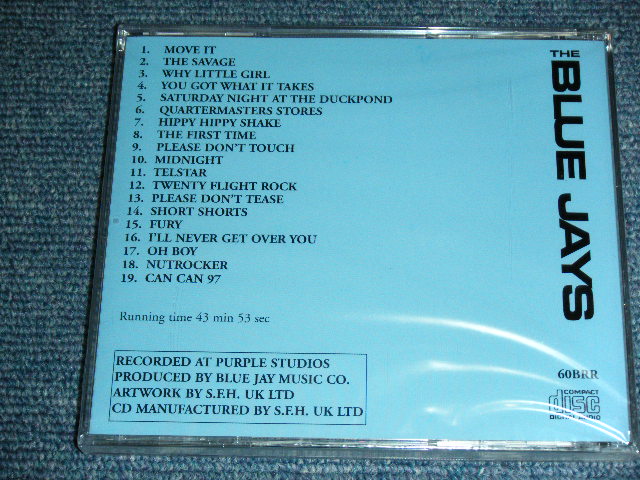 1. MOVE IT
2. THE SAVAGE
3. WHY LITTLE GIRL
4. YOU GOT WHAT IT TAKES
5. SATURDAY NIGHT AT THE DUCKPOND
6. QUARTERMASTERS STORES
7. HIPPY HIPPY SHAKE
8. THE FIRST TIME
9. PLEASE DON'T TOUCH
10. MIDNIGHT
11. TELSTAR
12. TWENTY FLIGHT ROCK
13. PLEASE DON'T TEASE
14. SHORT SHORTS
15. FURY
16. I'LL NEVER GET OVER YOU
17. OH BOY
18. NUTROCKER
19. CAN CAN 97
Running time 43 min 53 sec
RECORDED AT PURPLE STUDIOS
PRODUCED BY BLUE JAY MUSIC CO.
ARTWORK BY S.F.H. UK LTD
CD MANUFACTURED BY S.F.H. UK LTD
THE
BLUE JAYS
60BRR
COMPACT
disc
DIGITAL AUDIO